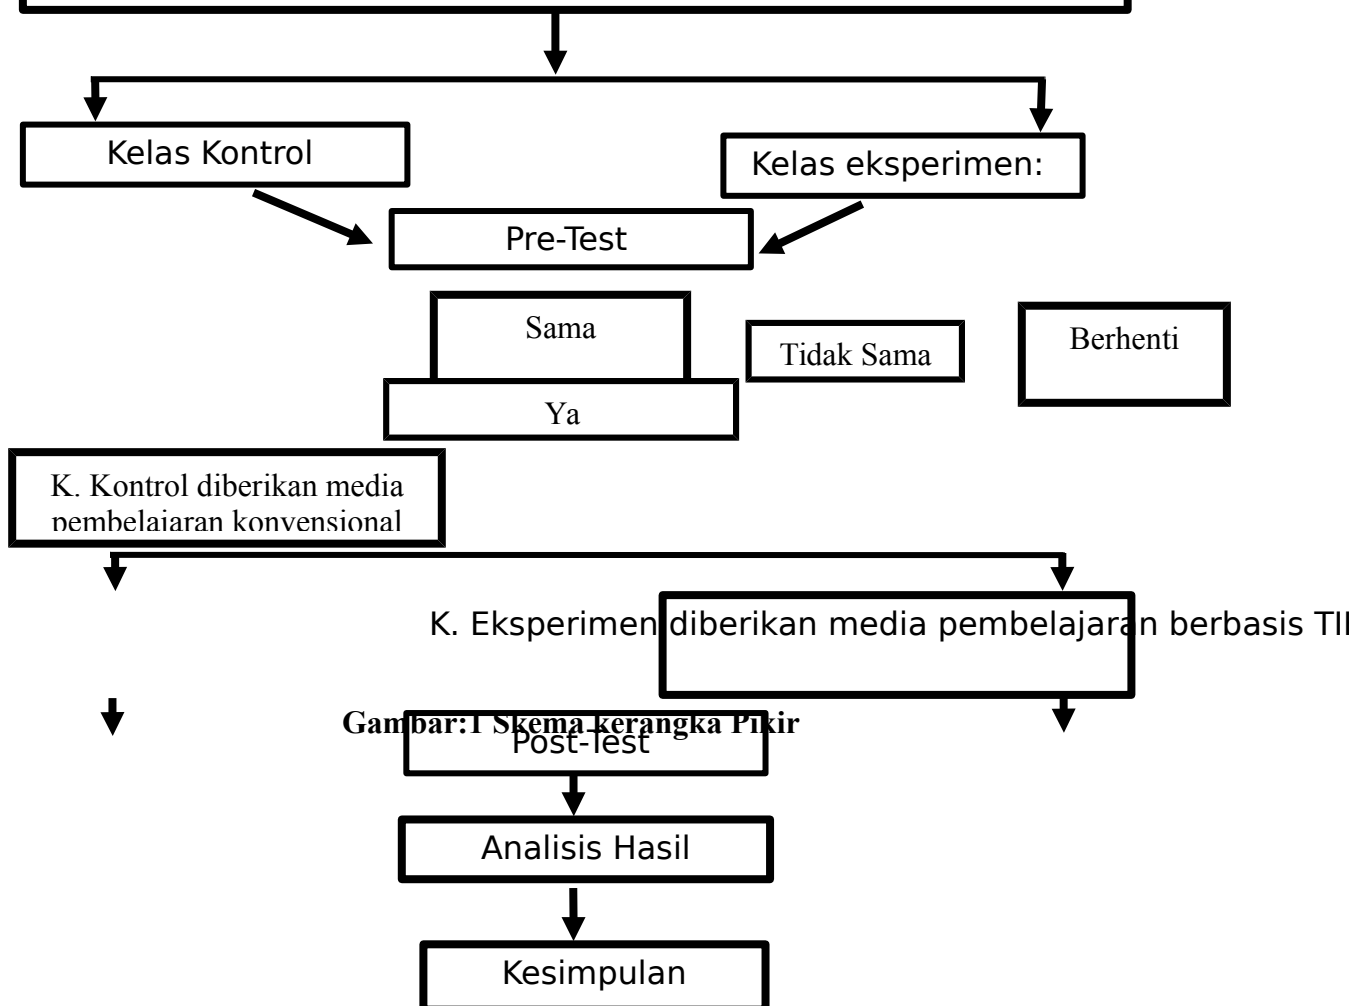 Kelas Kontrol
Kelas eksperimen:
Pre-Test
Sama
Tidak Sama
Berhenti
Ya
K. Kontrol diberikan media
pembelajaran konvensional
K. Eksperimen diberikan media pembelajaran berbasis
Gambar:1 Skema kerangka Pikir
Post-Test
Analisis Hasil
Kesimpulan